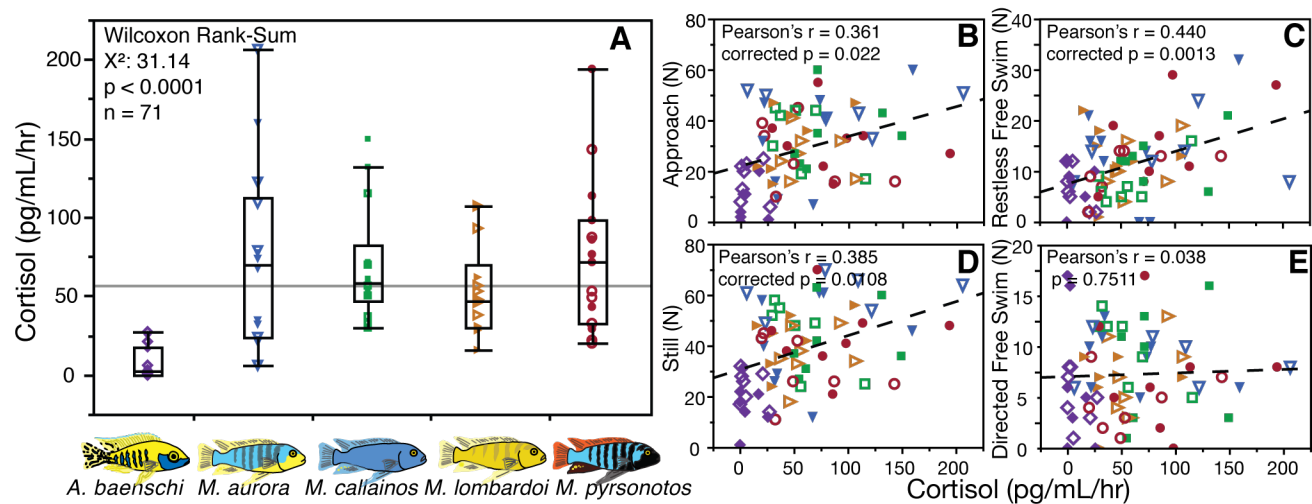 Wilcoxon Rank-Sum
X²: 31.14
p < 0.0001
n = 71
A
Cortisol (pg/mL/hr)
200
150
100
50
0
A. baenschi
M. aurora
M. callainos
M. lombardoi
M. pyrsonotos
Pearson's r = 0.361
corrected p = 0.022
B
Approach (N)
80
60
40
20
0
Pearson's r = 0.440
corrected p = 0.0013
C
Restless Free Swim (N)
40
30
20
10
0
Pearson's r = 0.385
corrected p = 0.0108
D
Still (N)
80
60
40
20
0
0
50
100
150
200
Pearson's r = 0.038
p = 0.7511
E
Directed Free Swim (N)
20
15
10
5
0
0
50
100
150
200
Cortisol (pg/mL/hr)